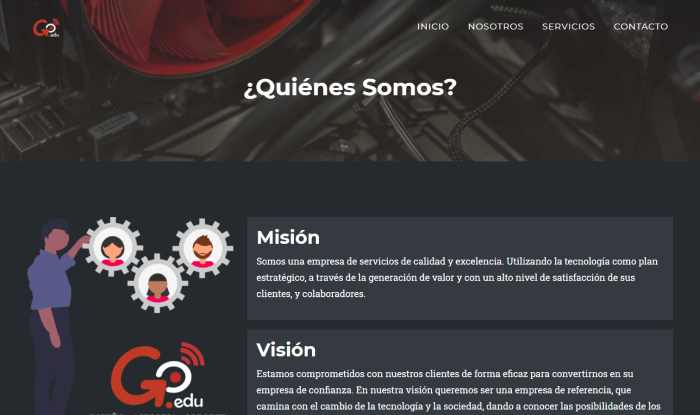 Go.edu
INICIO NOSOTROS SERVICIOS CONTACTO
¿Quiénes Somos?
Misión
Somos una empresa de servicios de calidad y excelencia. Utilizando la tecnología como plan
estratégico, a través de la generación de valor y con un alto nivel de satisfacción de sus
clientes, y colaboradores.
Visión
Estamos comprometidos con nuestros clientes de forma eficaz para convertirnos en su
empresa de confianza. En nuestra visión queremos ser una empresa de referencia, que
camina con el cambio de la tecnología y la sociedad, dando a conocer las posibilidades de los
Go.edu